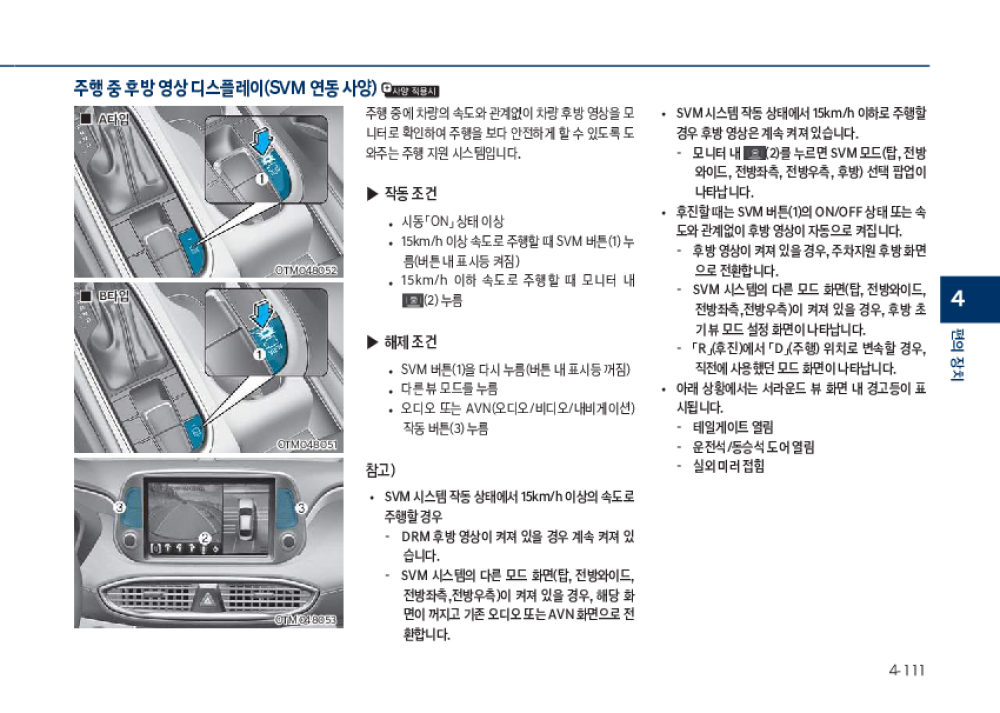 주행 중 후방 영상 디스플레이(SVM 연동 사양) 사양 적용시
■ A타입
①
OTM048052
■ B타입
①
OTM048051
③
③
②
OTM048053
주행 중에 차량의 속도와 관계없이 차량 후방 영상을 모
니터로 확인하여 주행을 보다 안전하게 할 수 있도록 도
와주는 주행 지원 시스템입니다.
▶ 작동 조건
• 시동「ON」 상태 이상
• 15km/h 이상 속도로 주행할 때 SVM 버튼(1) 누
름(버튼 내 표시등 켜짐)
• 15km/h 이하 속도로 주행할 때 모니터 내
(2) 누름
▶ 해제 조건
• SVM 버튼(1)을 다시 누름(버튼 내 표시등 꺼짐)
• 다른 뷰 모드를 누름
• 오디오 또는 AVN(오디오/비디오/내비게이션)
작동 버튼(3) 누름
참고)
• SVM 시스템 작동 상태에서 15km/h 이상의 속도로
주행할 경우
- DRM 후방 영상이 켜져 있을 경우 계속 켜져 있
습니다.
- SVM 시스템의 다른 모드 화면(탑, 전방와이드,
전방좌측,전방우측)이 켜져 있을 경우, 해당 화
면이 꺼지고 기존 오디오 또는 AVN 화면으로 전
환합니다.
• SVM 시스템 작동 상태에서 15km/h 이하로 주행할
경우 후방 영상은 계속 켜져 있습니다.
- 모니터 내 (2)를 누르면 SVM 모드(탑, 전방
와이드, 전방좌측, 전방우측, 후방) 선택 팝업이
나타납니다.
• 후진할 때는 SVM 버튼(1)의 ON/OFF 상태 또는 속
도와 관계없이 후방 영상이 자동으로 켜집니다.
- 후방 영상이 켜져 있을 경우, 주차지원 후방 화면
으로 전환합니다.
- SVM 시스템의 다른 모드 화면(탑, 전방와이드,
전방좌측,전방우측)이 켜져 있을 경우, 후방 초
기 뷰 모드 설정 화면이 나타납니다.
- 「R」(후진)에서 「D」(주행) 위치로 변속할 경우,
직전에 사용했던 모드 화면이 나타납니다.
• 아래 상황에서는 서라운드 뷰 화면 내 경고등이 표
시됩니다.
- 테일게이트 열림
- 운전석/동승석 도어 열림
- 실외 미러 접힘
4
편의 장치
4-111